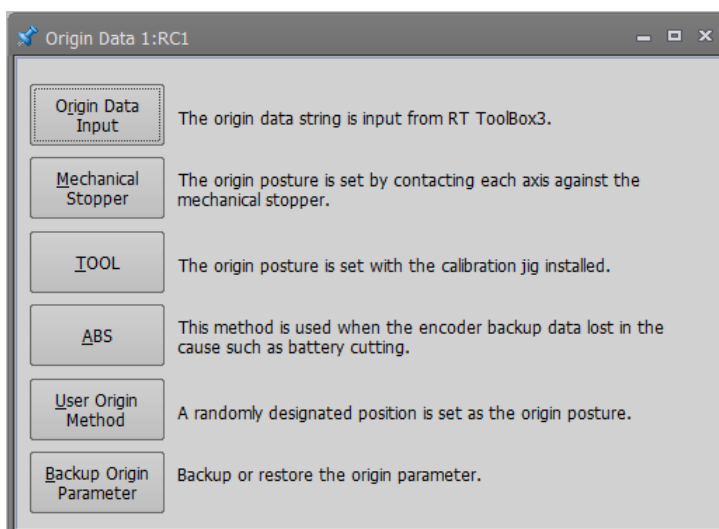 Origin Data 1:RC1
Origin Data
Input
The origin data string is input from RT ToolBox3.
Mechanical
Stopper
The origin posture is set by contacting each axis against the
mechanical stopper.
TOOL
The origin posture is set with the calibration jig installed.
ABS
This method is used when the encoder backup data lost in the
cause such as battery cutting.
User Origin
Method
A randomly designated position is set as the origin posture.
Backup Origin
Parameter
Backup or restore the origin parameter.